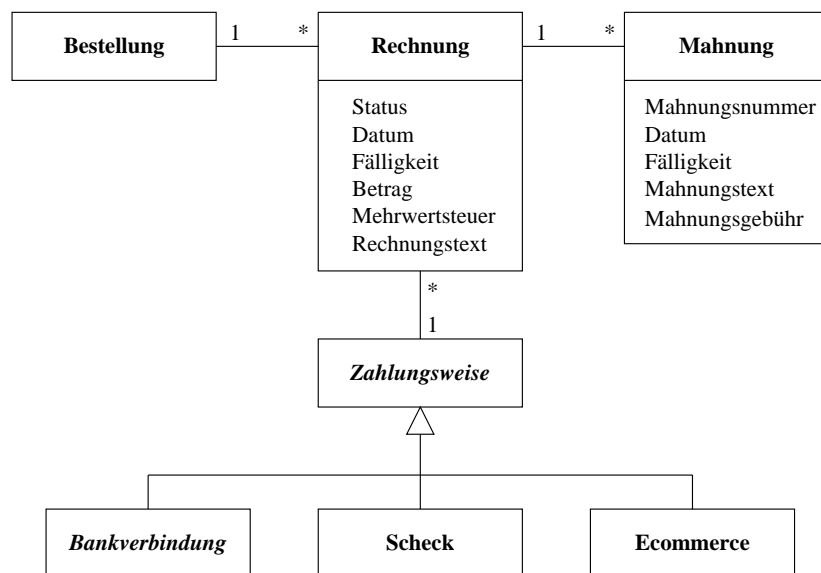 Bestellung
1
*
Rechnung
1
*
Mahnung
Status
Datum
Fälligkeit
Betrag
Mehrwertsteuer
Rechnungstext
Mahnungsnummer
Datum
Fälligkeit
Mahnungstext
Mahnungsgebühr
*
1
Zahlungsweise
Bankverbindung
Scheck
Ecommerce